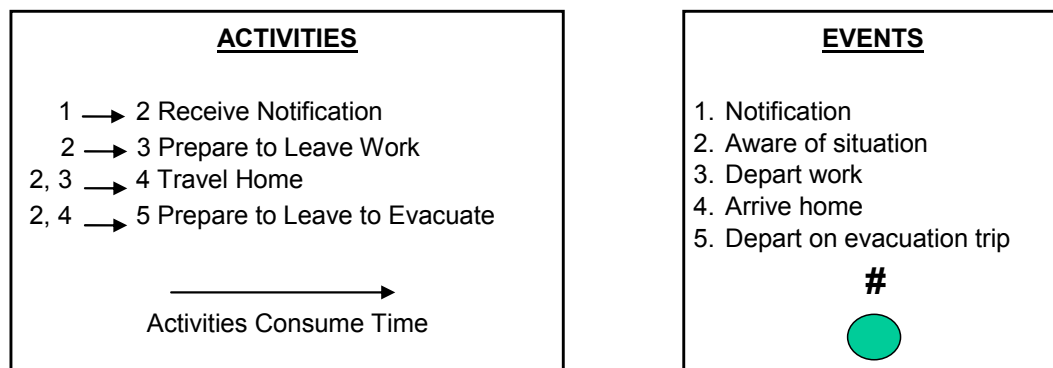 ACTIVITIES
1 → 2 Receive Notification
2 → 3 Prepare to Leave Work
2, 3 → 4 Travel Home
2, 4 → 5 Prepare to Leave to Evacuate
Activities Consume Time
EVENTS
1. Notification
2. Aware of situation
3. Depart work
4. Arrive home
5. Depart on evacuation trip
#